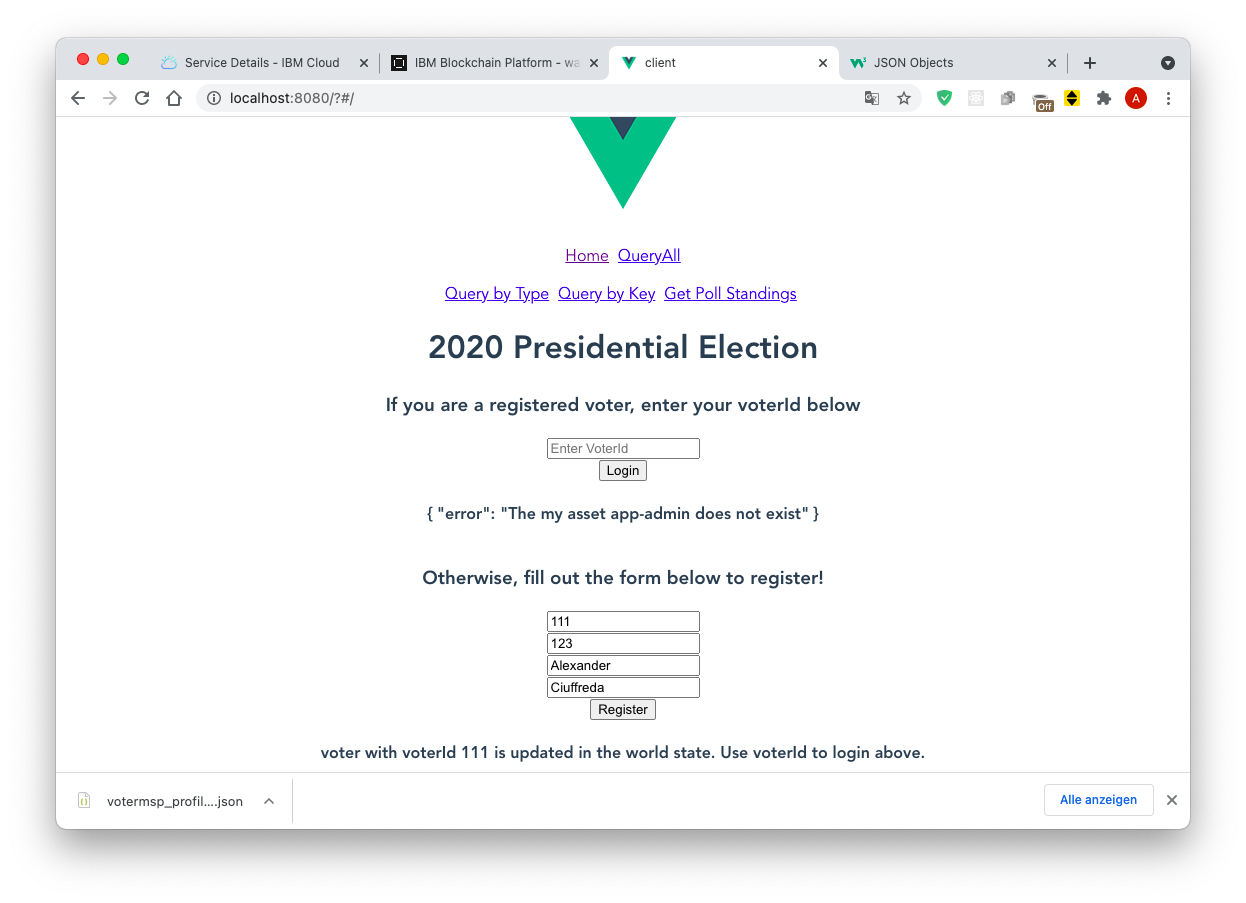 Service Details - IBM Cloud
IBM Blockchain Platform - wa
client
JSON Objects
localhost:8080/?#/
Off
A
Home QueryAll
Query by Type Query by Key Get Poll Standings
2020 Presidential Election
If you are a registered voter, enter your voterId below
Enter VoterId
Login
{ "error": "The my asset app-admin does not exist" }
Otherwise, fill out the form below to register!
111
123
Alexander
Ciuffreda
Register
voter with voterId 111 is updated in the world state. Use voterId to login above.
votermsp_profil....json
Alle anzeigen